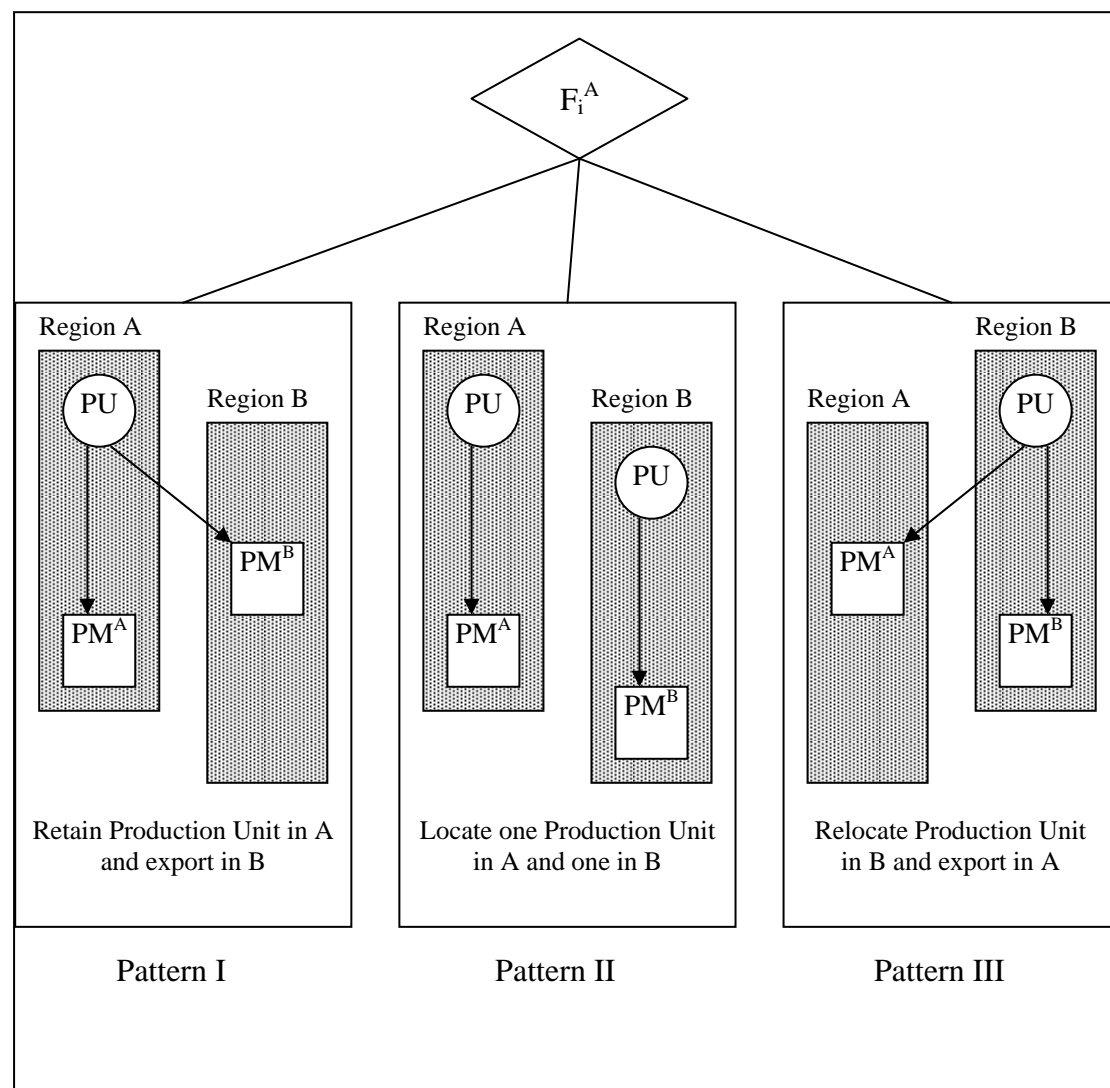 F_i^A
Region A
PU
Region B
PM^B
PM^A
Retain Production Unit in A
and export in B
Pattern I
Region A
PU
Region B
PU
PM^A
PM^B
Locate one Production Unit
in A and one in B
Pattern II
Region B
PU
Region A
PM^A
PM^B
Relocate Production Unit
in B and export in A
Pattern III